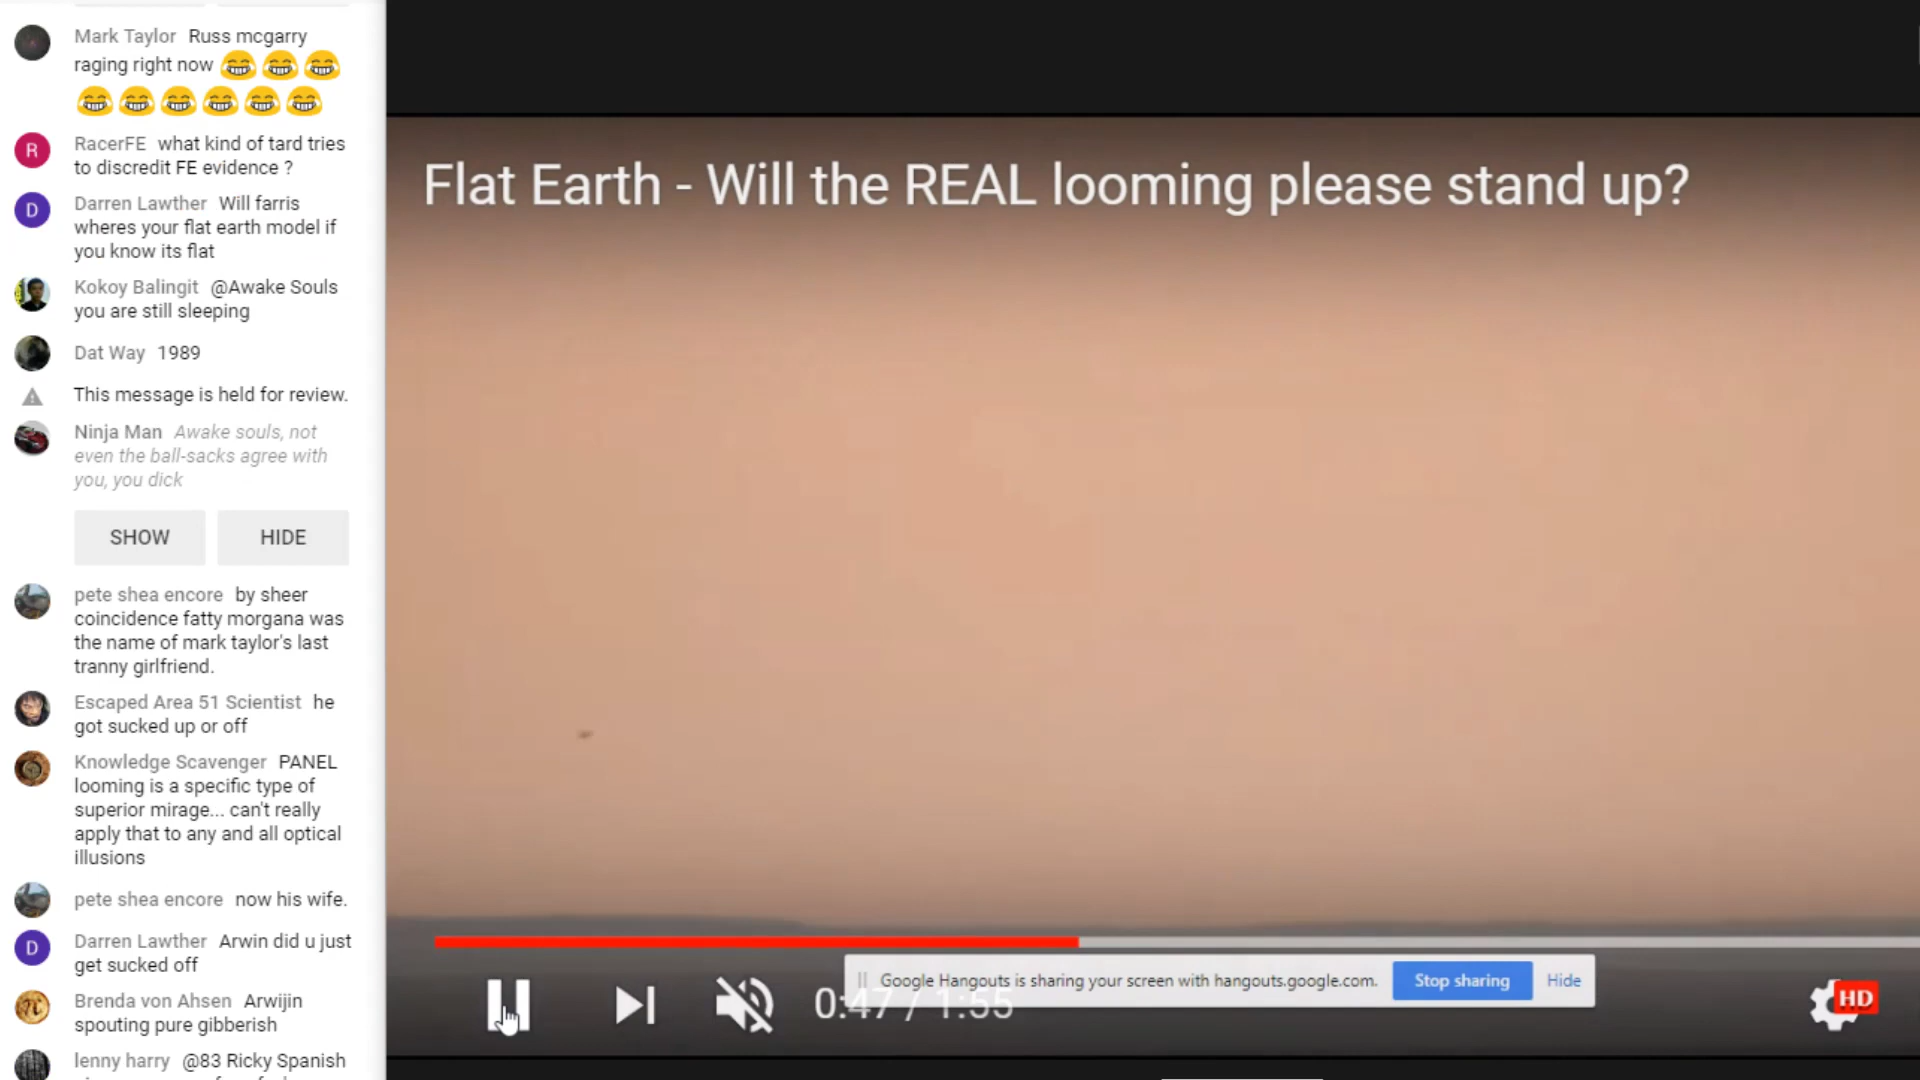 Mark Taylor Russ mcgarry
raging right now
R
RacerFE what kind of tard tries
to discredit FE evidence ?
D
Darren Lawther Will farris
wheres your flat earth model if
you know its flat
Kokoy Balingit @Awake Souls
you are still sleeping
Dat Way 1989
This message is held for review.
Ninja Man Awake souls, not
even the ball-sacks agree with
you, you dick
SHOW HIDE
pete shea encore by sheer
coincidence fatty morgana was
the name of mark taylor's last
tranny girlfriend.
Escaped Area 51 Scientist he
got sucked up or off
Knowledge Scavenger PANEL
looming is a specific type of
superior mirage... can't really
apply that to any and all optical
illusions
pete shea encore now his wife.
D
Darren Lawther Arwin did u just
get sucked off
Brenda von Ahsen Arwijin
spouting pure gibberish
lenny harry @83 Ricky Spanish
Flat Earth - Will the REAL looming please stand up?
Google Hangouts is sharing your screen with hangouts.google.com. Stop sharing Hide
0:47 / 1:55
HD